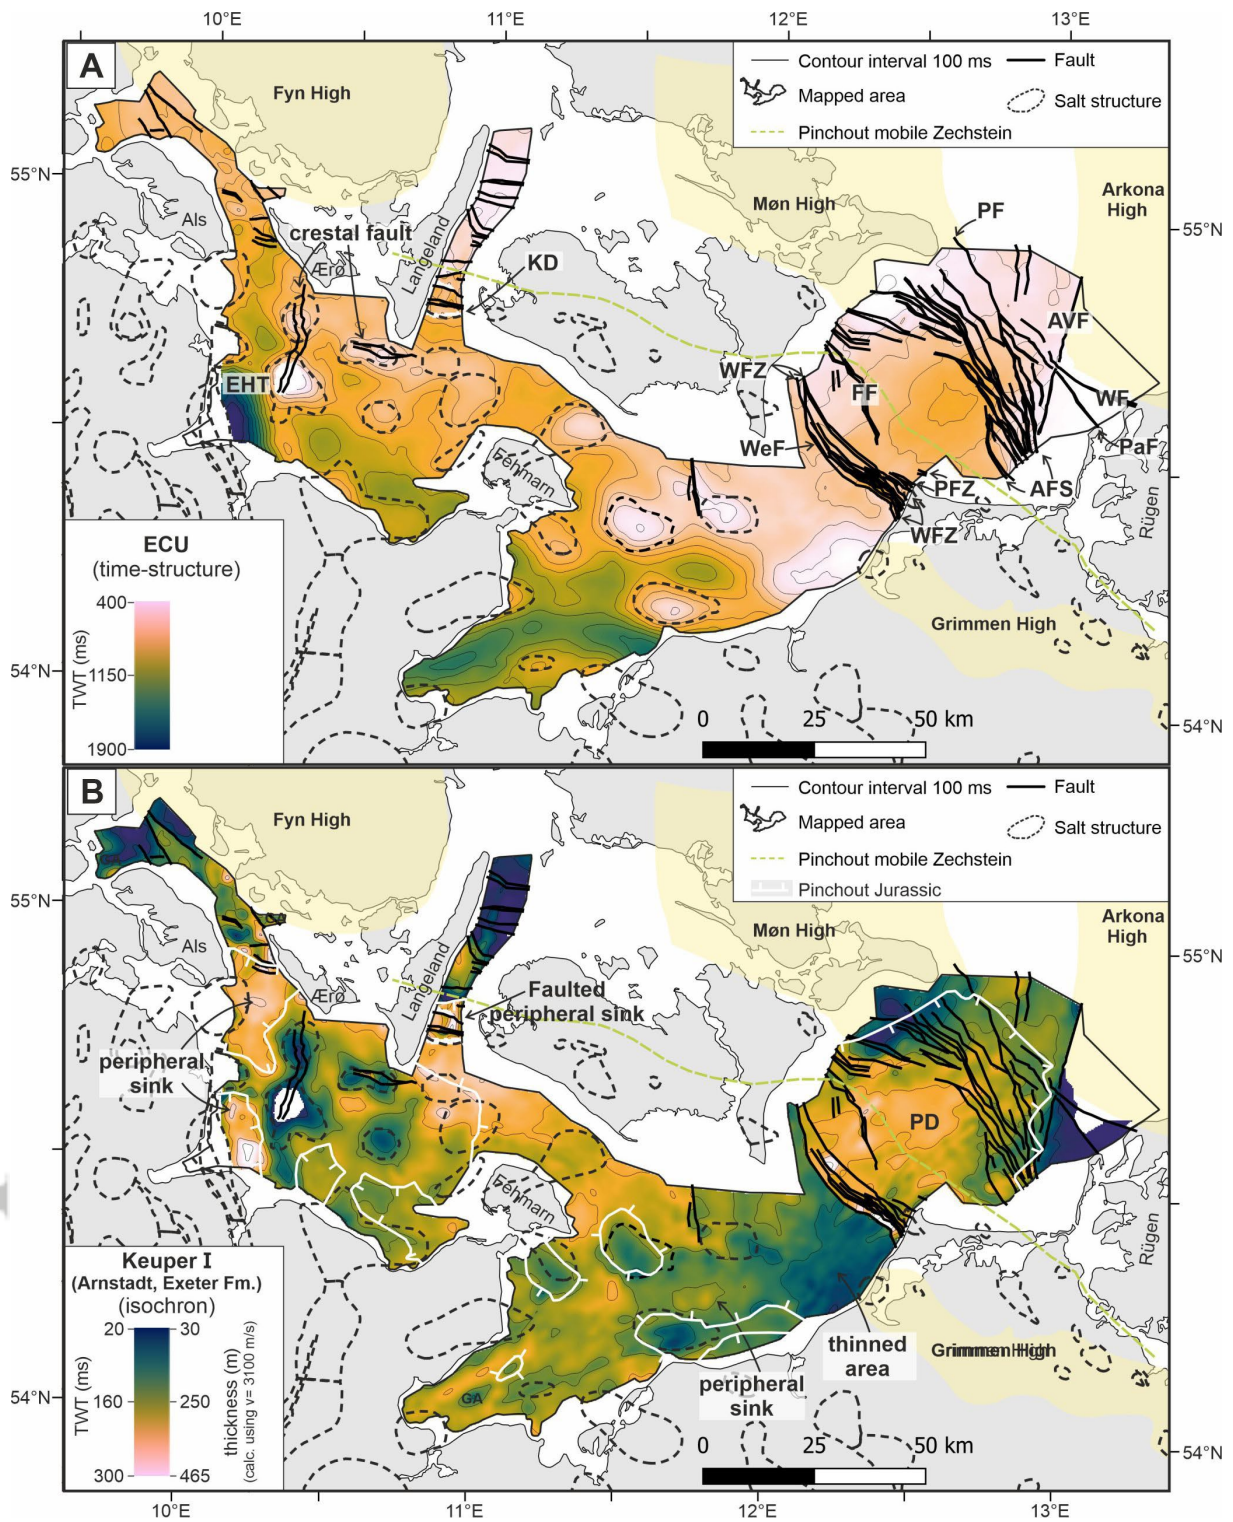 10°E
11°E
12°E
13°E
A
Contour interval 100 ms
Fault
Mapped area
Salt structure
Pinchout mobile Zechstein
Fyn High
55°N
Als
crestal fault
Ærø
Langeland
KD
Møn High
Arkona
High
PF
55°N
AVF
EHT
WFZ
FF
WF
WeF
PaF
Fehmarn
PFZ
AFS
WFZ
Rügen
ECU
(time-structure)
400
TWT (ms)
1150
1900
Grimmen High
54°N
0
25
50 km
54°N
B
Contour interval 100 ms
Fault
Mapped area
Salt structure
Pinchout mobile Zechstein
Pinchout Jurassic
Fyn High
55°N
Als
Ærø
Langeland
Møn High
Arkona
High
55°N
Faulted
peripheral sink
peripheral
sink
PD
Fehmarn
Rügen
Keuper I
(Arnstadt, Exeter Fm.)
(isochron)
20
30
TWT (ms)
160
250
thickness (m)
(calc. using v= 3100 m/s)
300
465
thinned
area
Grimmen High
peripheral
sink
GA
54°N
0
25
50 km
54°N
10°E
11°E
12°E
13°E